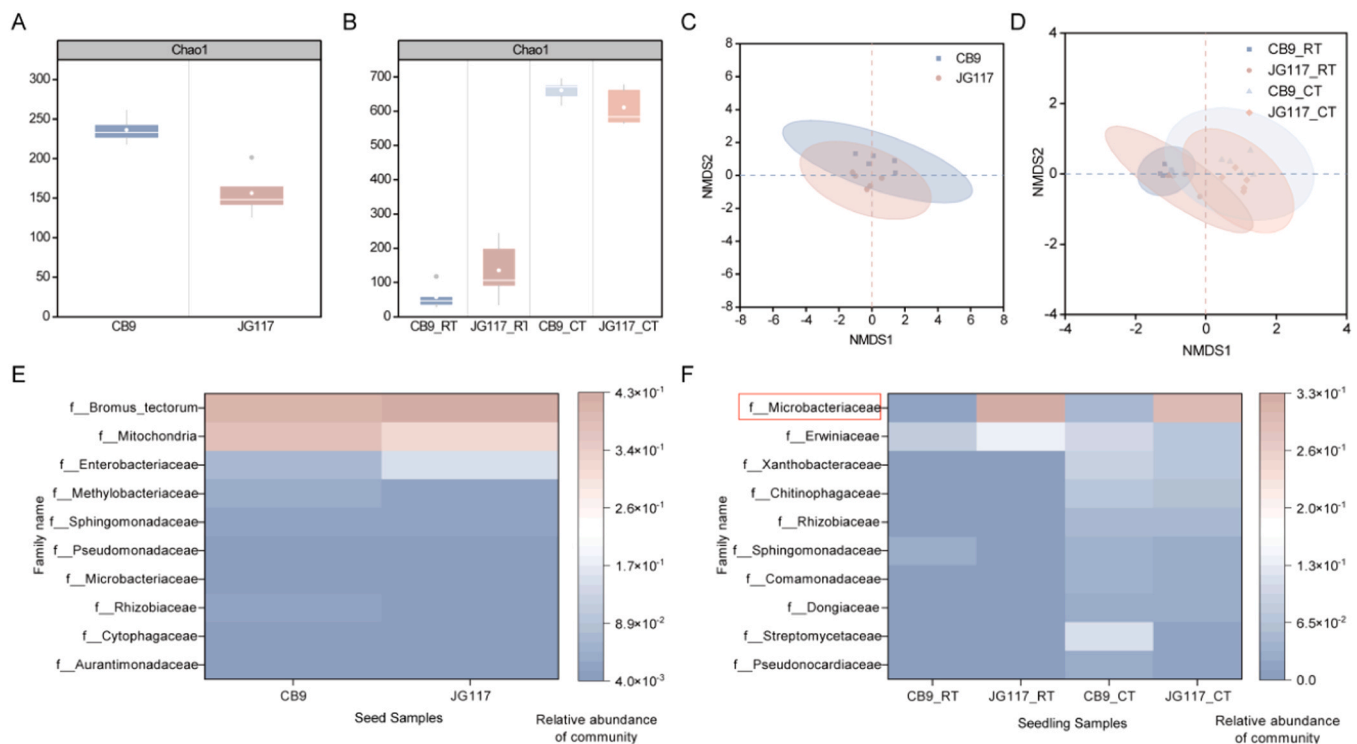 A
Chao1
300
250
200
150
100
50
0
CB9 JG117
B
Chao1
700
600
500
400
300
200
100
0
CB9_RT JG117_R1 CB9_CT JG117_CT
C
CB9
JG117
8
6
4
2
0
-2
-4
-6
-8
NMDS2
-8 -4 -2 0 2 4 8
NMDS1
D
CB9_RT
JG117_RT
CB9_CT
JG117_CT
4
2
0
-2
-4
NMDS2
-4 -2 0 2 4
NMDS1
E
Family name
f__Bromus_tectorum
f__Mitochondria
f__Enterobacteriaceae
f__Methylobacteriaceae
f__Sphingomonadaceae
f__Pseudomonadaceae
f__Microbacteriaceae
f__Rhizobiaceae
f__Cytophagaceae
f__Aurantimonadaceae
CB9 JG117
Seed Samples
4.3×10⁻¹
3.4×10⁻¹
2.6×10⁻¹
1.7×10⁻¹
8.9×10⁻²
4.0×10⁻³
Relative abundance
of community
F
Family name
f__Microbacteriaceae
f__Erwiniaceae
f__Xanthobacteraceae
f__Chitinophagaceae
f__Rhizobiaceae
f__Sphingomonadaceae
f__Comamonadaceae
f__Dongiaceae
f__Streptomycetaceae
f__Pseudonocardiaceae
CB9_RT JG117_RT CB9_CT JG117_CT
Seedling Samples
3.3×10⁻¹
2.6×10⁻¹
2.0×10⁻¹
1.3×10⁻¹
6.5×10⁻²
0.0
Relative abundance
of community